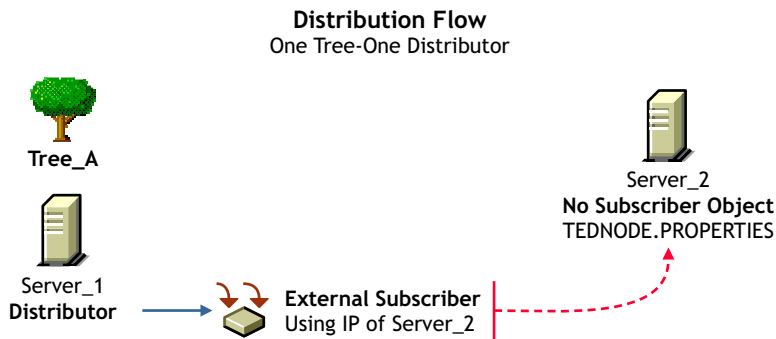 Distribution Flow
One Tree-One Distributor
Tree_A
Server_1
Distributor
External Subscriber
Using IP of Server_2
Server_2
No Subscriber Object
TEDNODE.PROPERTIES